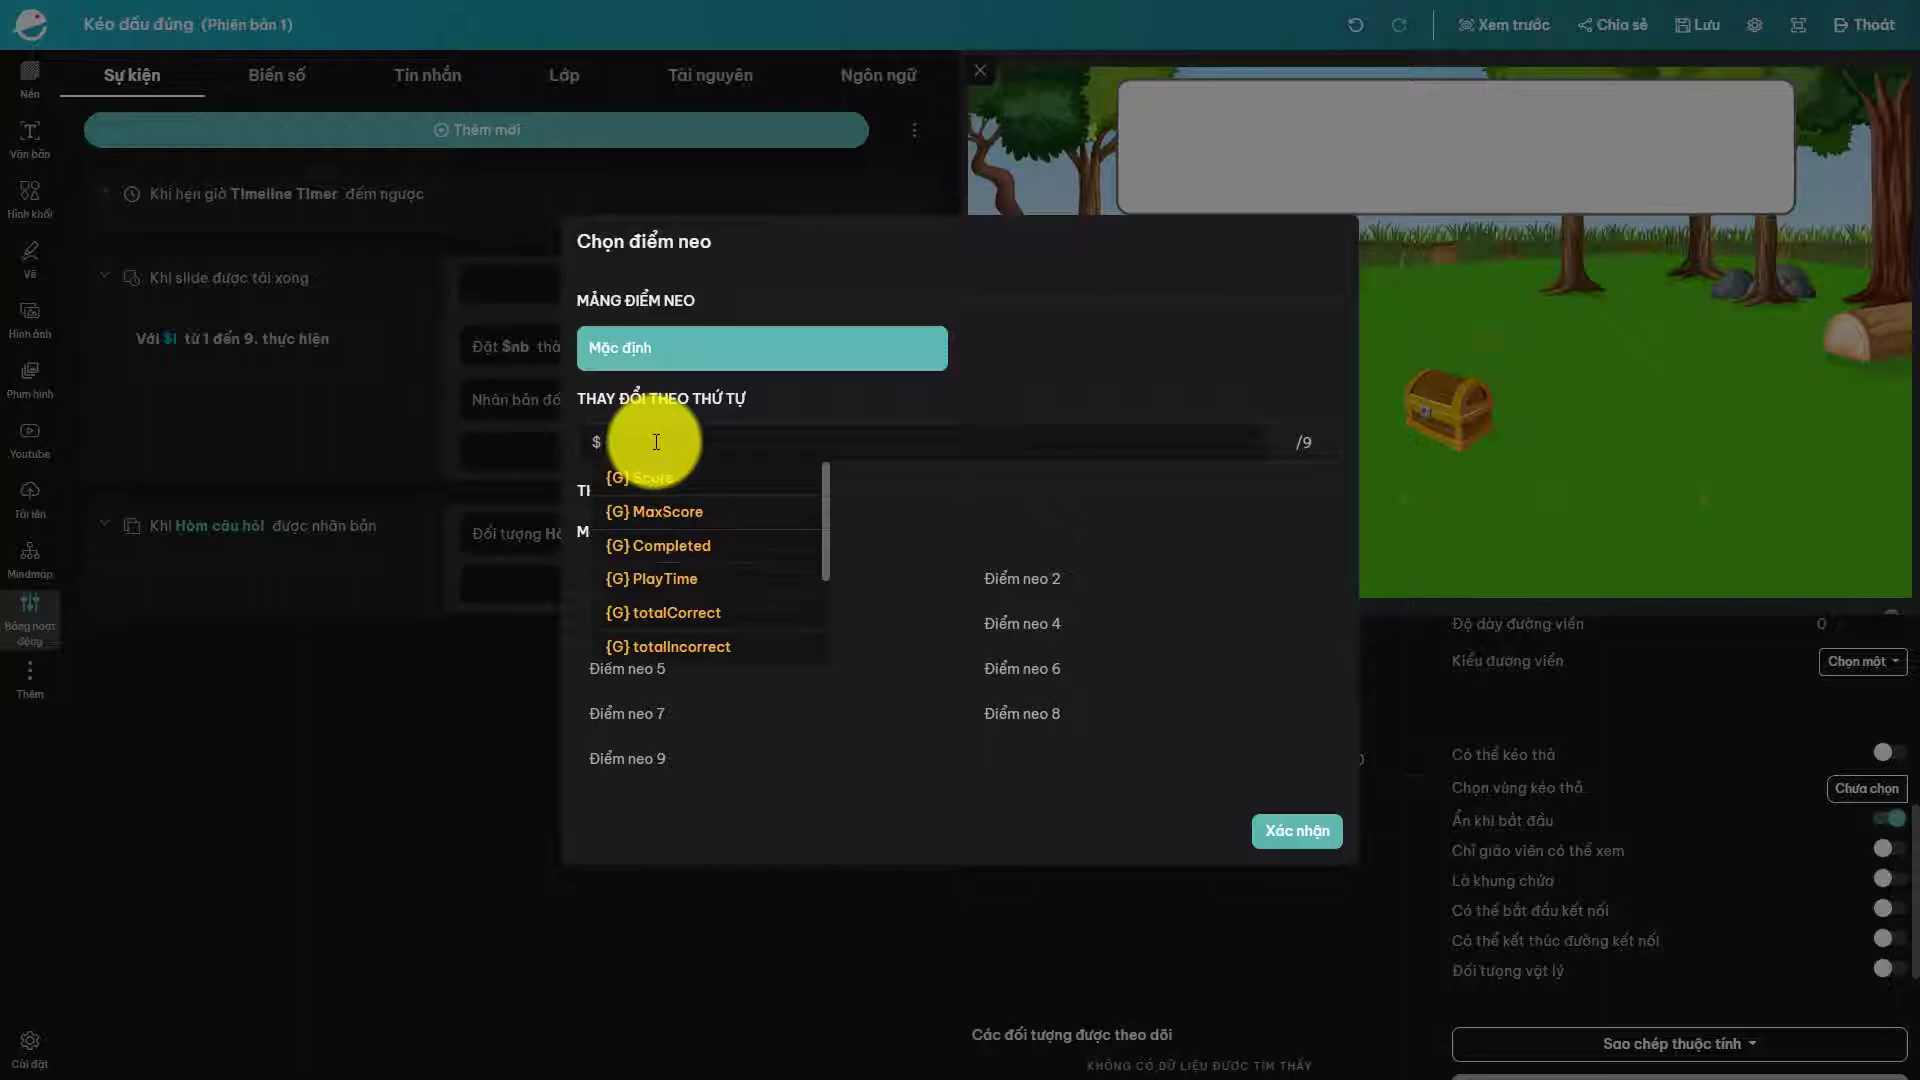 Kéo dấu đúng (Phiên bản 1)
Xem trước
Chia sẻ
Lưu
Thoát
Nền
Văn bản
Hình khối
Vẽ
Hình ảnh
Phim hình
Youtube
Tải lên
Mindmap
Bảng hoạt động
Thêm
Cài đặt
Sự kiện
Biến số
Tin nhắn
Lớp
Tài nguyên
Ngôn ngữ
Thêm mới
Khi hẹn giờ Timeline Timer đếm ngược
Khi slide được tải xong
Với $i từ 1 đến 9. thực hiện
Đặt $nb
Nhân bản
Khi Hòm câu hỏi được nhân bản
Đối tượng
Chọn điểm neo
MẢNG ĐIỂM NEO
Mặc định
THAY ĐỔI THEO THỨ TỰ
$
/9
{G} Score
{G} MaxScore
{G} Completed
{G} PlayTime
{G} totalCorrect
{G} totalIncorrect
Điểm neo 2
Điểm neo 4
Điểm neo 5
Điểm neo 6
Điểm neo 7
Điểm neo 8
Điểm neo 9
Xác nhận
Độ dày đường viền
0
Kiểu đường viền
Chọn một
Có thể kéo thả
Chọn vùng kéo thả
Chưa chọn
Ẩn khi bắt đầu
Chỉ giáo viên có thể xem
Là khung chứa
Có thể bắt đầu kết nối
Có thể kết thúc đường kết nối
Đối tượng vật lý
Các đối tượng được theo dõi
KHÔNG CÓ DỮ LIỆU ĐƯỢC TÌM THẤY
Sao chép thuộc tính